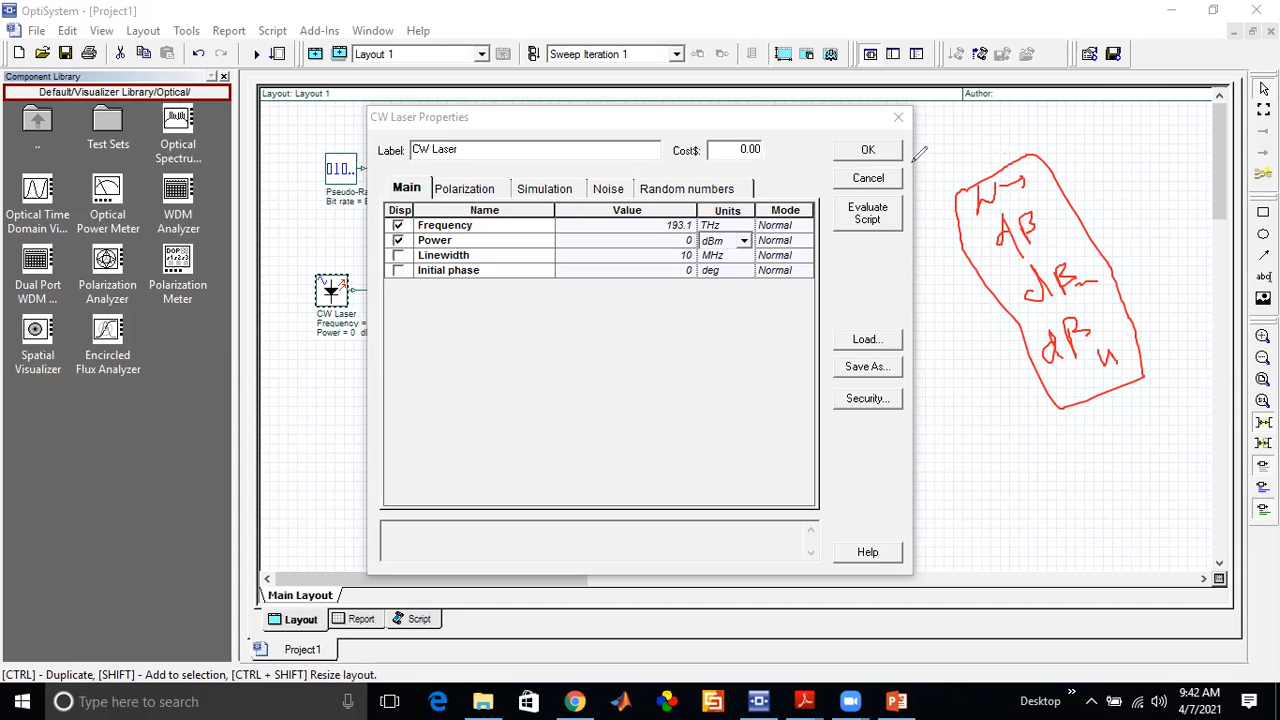 OptiSystem - [Project1]
File Edit View Layout Tools Report Script Add-Ins Window Help
Layout 1 Sweep Iteration 1
Component Library
Default/Visualizer Library/Optical/
..
Test Sets
Optical
Spectru...
Optical Time
Domain Vi...
Optical
Power Meter
WDM
Analyzer
Dual Port
WDM ...
Polarization
Analyzer
DOP
Polarization
Meter
Spatial
Visualizer
Encircled
Flux Analyzer
Layout: Layout 1
Author:
010..
Pseudo-Ra
Bit rate = B
CW Laser
Frequency =
Power = 0 d
CW Laser Properties
Label: CW Laser Cost$: 0.00
OK
Cancel
Evaluate
Script
Load...
Save As...
Security...
Help
Main Polarization Simulation Noise Random numbers
Disp Name Value Units Mode
Frequency 193.1 THz Normal
Power 0 dBm Normal
Linewidth 10 MHz Normal
Initial phase 0 deg Normal
dB
dBm
abI
Main Layout
Layout Report Script
Project1
[CTRL] - Duplicate, [SHIFT] - Add to selection, [CTRL + SHIFT] Resize layout.
Type here to search
Desktop
9:42 AM
4/7/2021